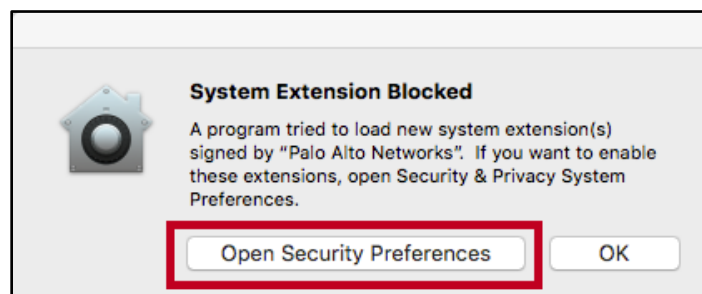 System Extension Blocked
A program tried to load new system extension(s)
signed by “Palo Alto Networks”.  If you want to enable
these extensions, open Security & Privacy System
Preferences.
Open Security Preferences
OK